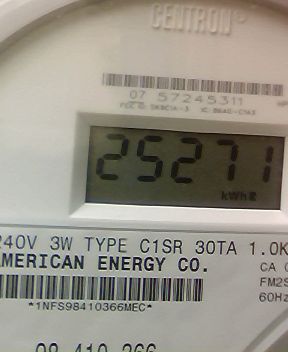 CENTRON®
07 57245311
25271
kWh
240V 3W TYPE C1SR 30TA 1.0K
AMERICAN ENERGY CO.
CA
FM2S
60Hz
*1NFS98410366MEC*
98 410 366